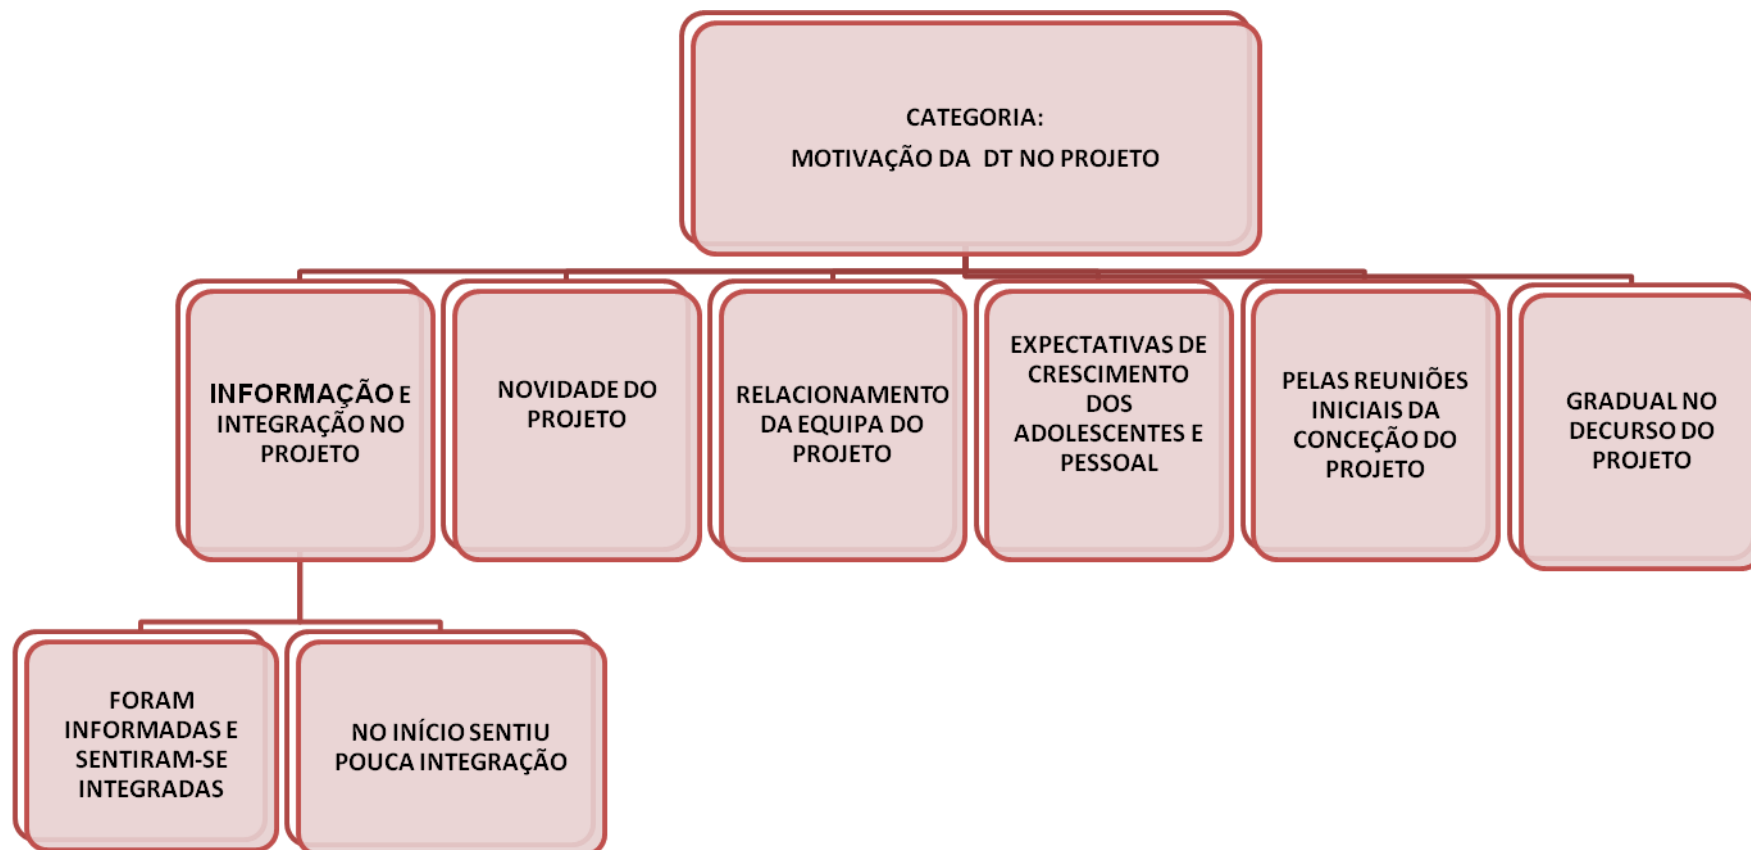 CATEGORIA:
MOTIVAÇÃO DA DT NO PROJETO
INFORMAÇÃO E
INTEGRAÇÃO NO
PROJETO
NOVIDADE DO
PROJETO
RELACIONAMENTO
DA EQUIPA DO
PROJETO
EXPECTATIVAS DE
CRESCIMENTO
DOS
ADOLESCENTES E
PESSOAL
PELAS REUNIÕES
INICIAIS DA
CONCEÇÃO DO
PROJETO
GRADUAL NO
DECURSO DO
PROJETO
FORAM
INFORMADAS E
SENTIRAM-SE
INTEGRADAS
NO INÍCIO SENTIU
POUCA INTEGRAÇÃO